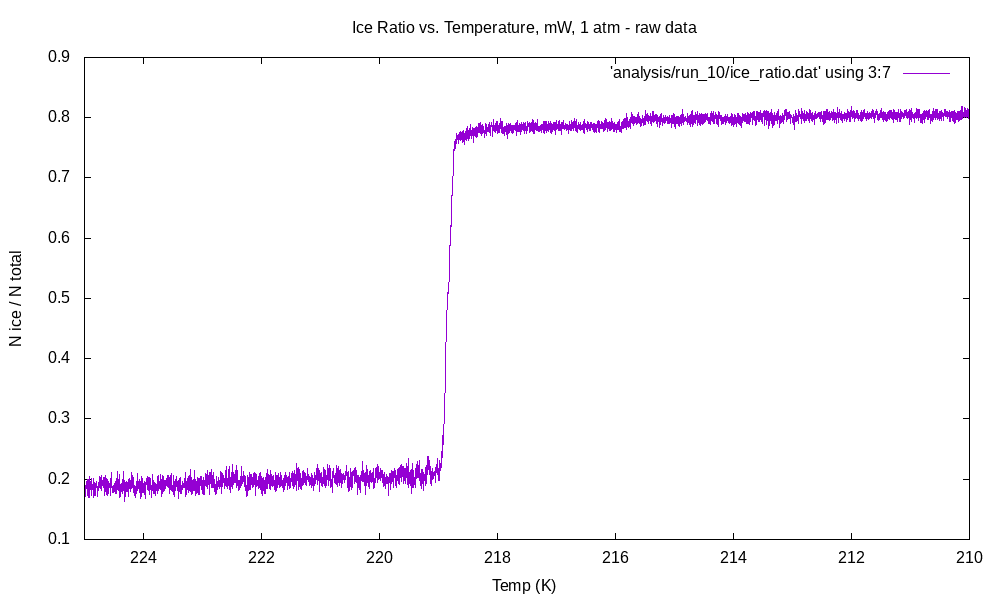 Ice Ratio vs. Temperature, mW, 1 atm - raw data
'analysis/run_10/ice_ratio.dat' using 3:7
N ice / N total
0.9
0.8
0.7
0.6
0.5
0.4
0.3
0.2
0.1
224 222 220 218 216 214 212 210
Temp (K)